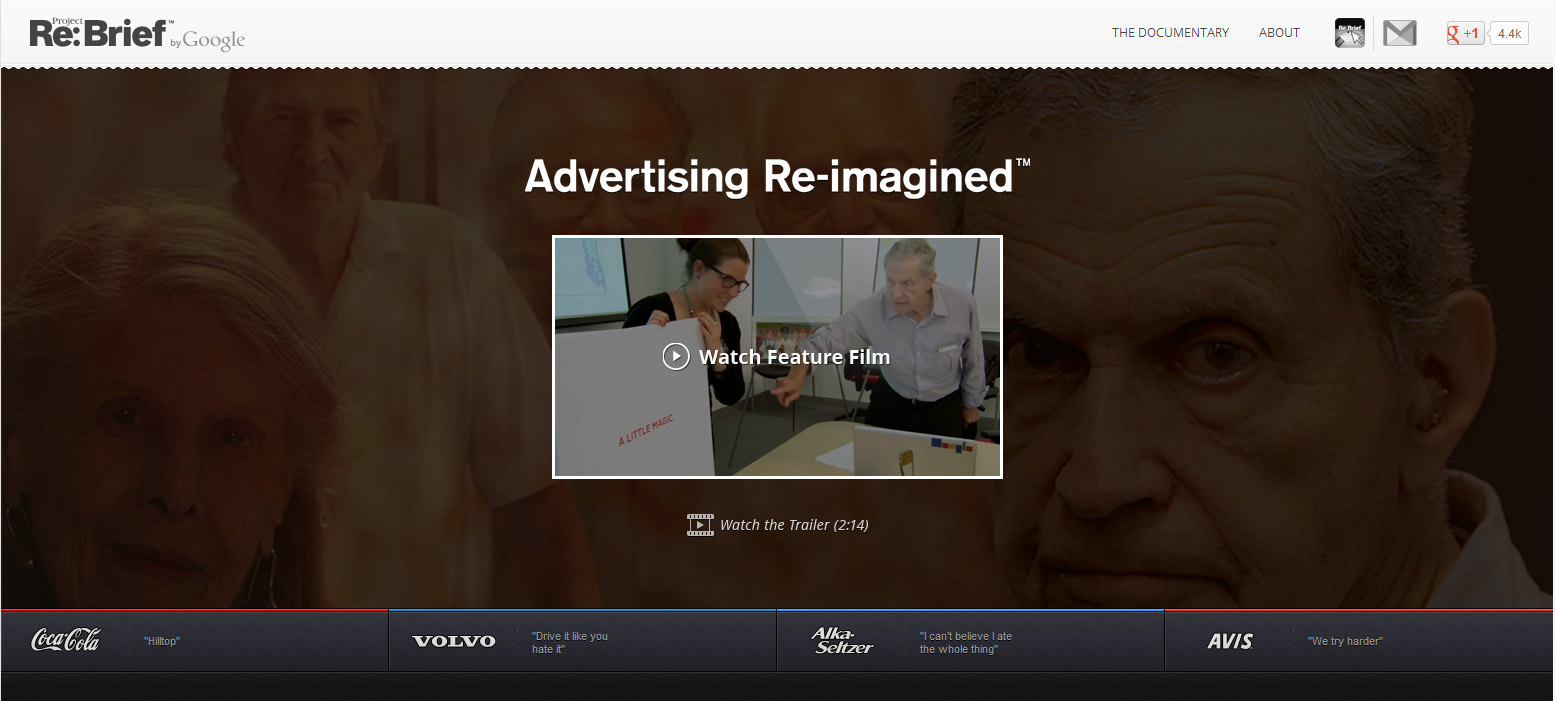 Project
Re:Brief™ by Google
THE DOCUMENTARY
ABOUT
Re:Brief
g +1
4.4k
Advertising Re-imagined™
A LITTLE MAGIC.
Watch Feature Film
Watch the Trailer (2:14)
Coca-Cola
"Hilltop"
VOLVO
"Drive it like you
hate it"
Alka-
Seltzer
"I can't believe I ate
the whole thing"
AVIS
"We try harder"